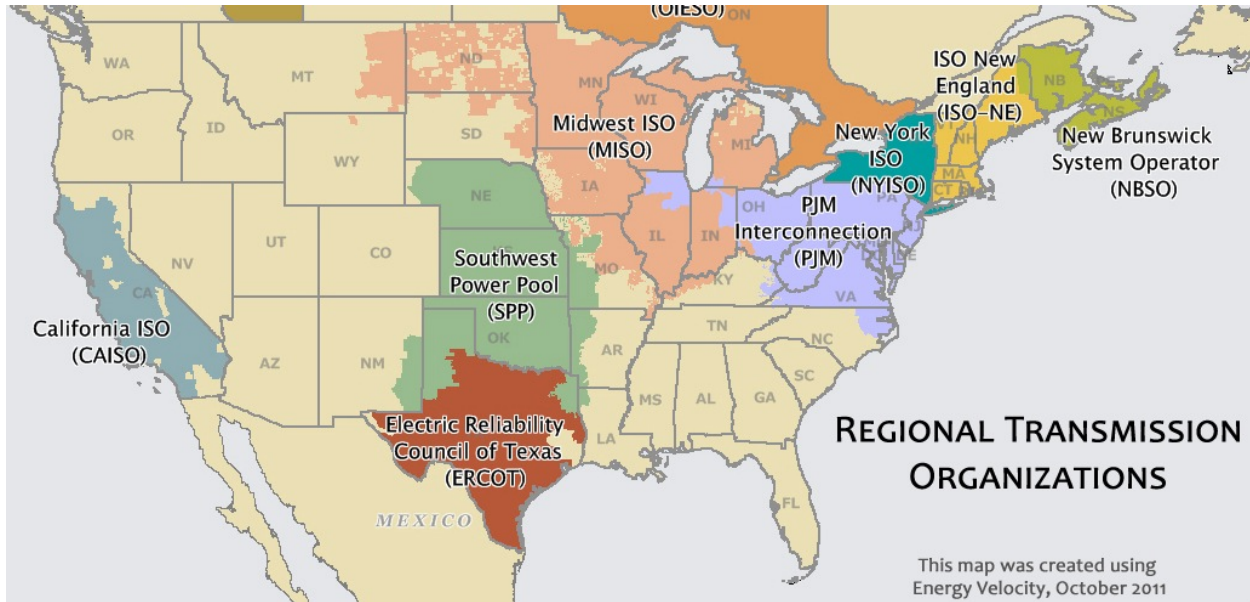 (OIESO)
ON
WA
MT
ND
MN
ISO New
England
(ISO-NE)
NB
NS
OR
ID
SD
WI
Midwest ISO
(MISO)
MI
New York
ISO
(NYISO)
VT
NH
MA
CT
New Brunswick
System Operator
(NBSO)
WY
IA
NE
OH
PA
PJM
Interconnection
(PJM)
NJ
DE
NV
UT
CO
IL
IN
MO
KY
VA
CA
Southwest
Power Pool
(SPP)
California ISO
(CAISO)
AZ
NM
OK
AR
TN
NC
SC
MS
AL
GA
LA
Electric Reliability
Council of Texas
(ERCOT)
REGIONAL TRANSMISSION
ORGANIZATIONS
FL
MEXICO
This map was created using
Energy Velocity, October 2011